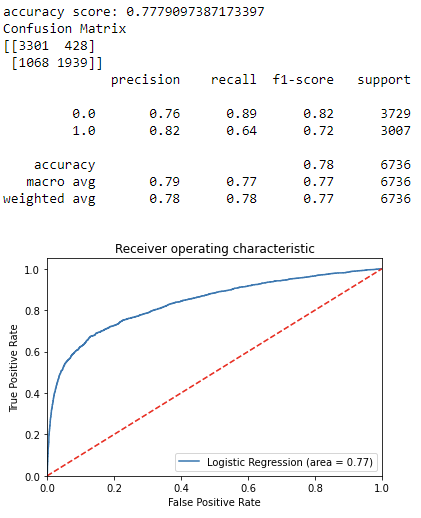 accuracy score: 0.7779097387173397
Confusion Matrix
[[3301  428]
 [1068 1939]]
              precision    recall  f1-score   support

         0.0       0.76      0.89      0.82      3729
         1.0       0.82      0.64      0.72      3007

    accuracy                           0.78      6736
   macro avg       0.79      0.77      0.77      6736
weighted avg       0.78      0.78      0.77      6736

Receiver operating characteristic
1.0
0.8
0.6
0.4
0.2
0.0
True Positive Rate
Logistic Regression (area = 0.77)
0.0 0.2 0.4 0.6 0.8 1.0
False Positive Rate